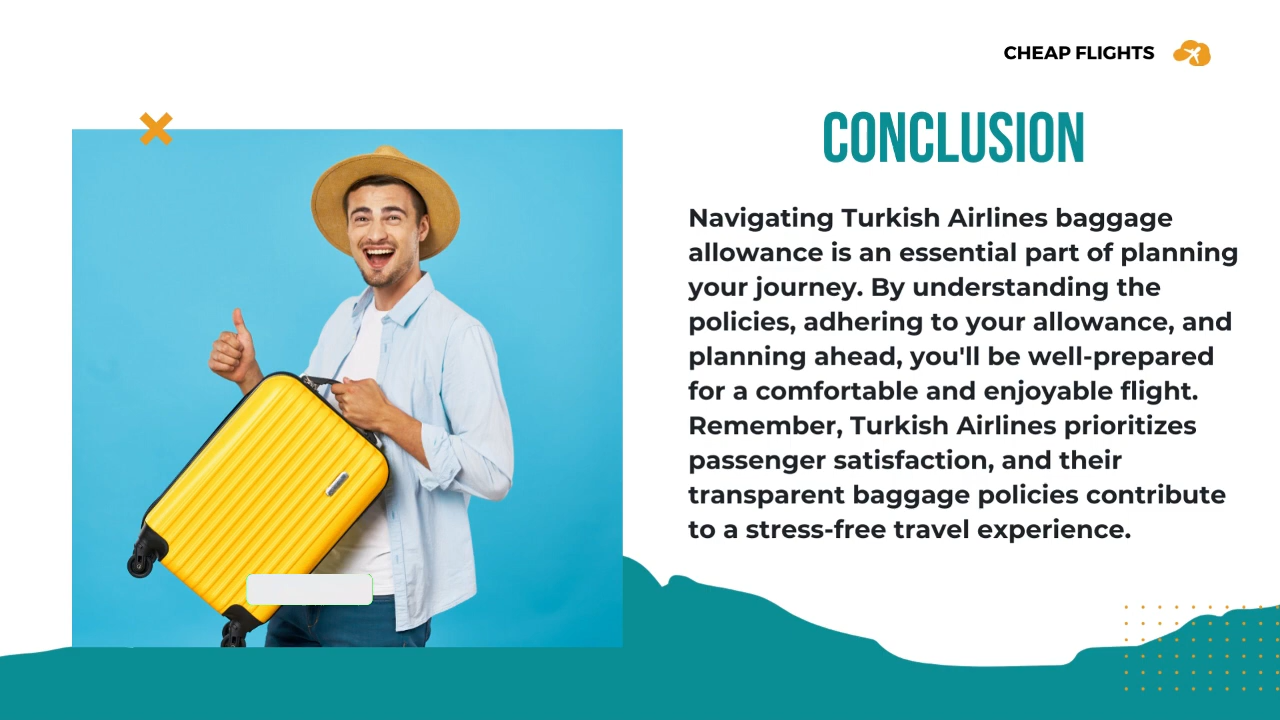 CHEAP FLIGHTS
CONCLUSION
Navigating Turkish Airlines baggage
allowance is an essential part of planning
your journey. By understanding the
policies, adhering to your allowance, and
planning ahead, you'll be well-prepared
for a comfortable and enjoyable flight.
Remember, Turkish Airlines prioritizes
passenger satisfaction, and their
transparent baggage policies contribute
to a stress-free travel experience.